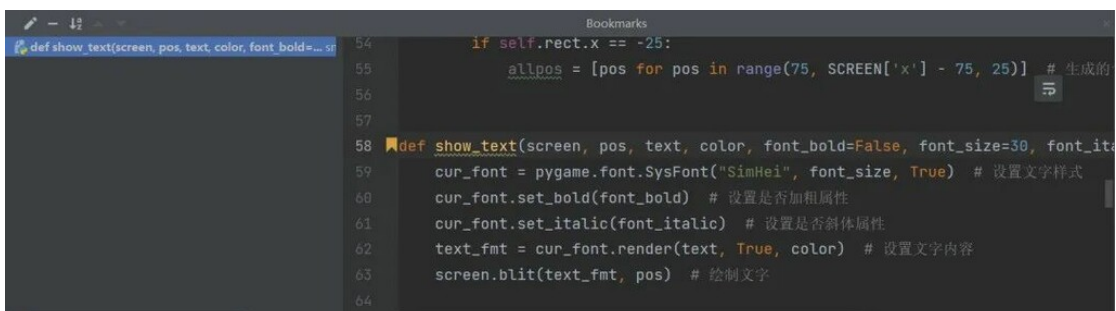 Bookmarks
def show_text(screen, pos, text, color, font_bold=...
54 if self.rect.x == -25:
55 allpos = [pos for pos in range(75, SCREEN['x'] - 75, 25)] # 生成的
56
57
58 def show_text(screen, pos, text, color, font_bold=False, font_size=30, font_ita
59 cur_font = pygame.font.SysFont("SimHei", font_size, True) # 设置文字样式
60 cur_font.set_bold(font_bold) # 设置是否加粗属性
61 cur_font.set_italic(font_italic) # 设置是否斜体属性
62 text_fmt = cur_font.render(text, True, color) # 设置文字内容
63 screen.blit(text_fmt, pos) # 绘制文字
64